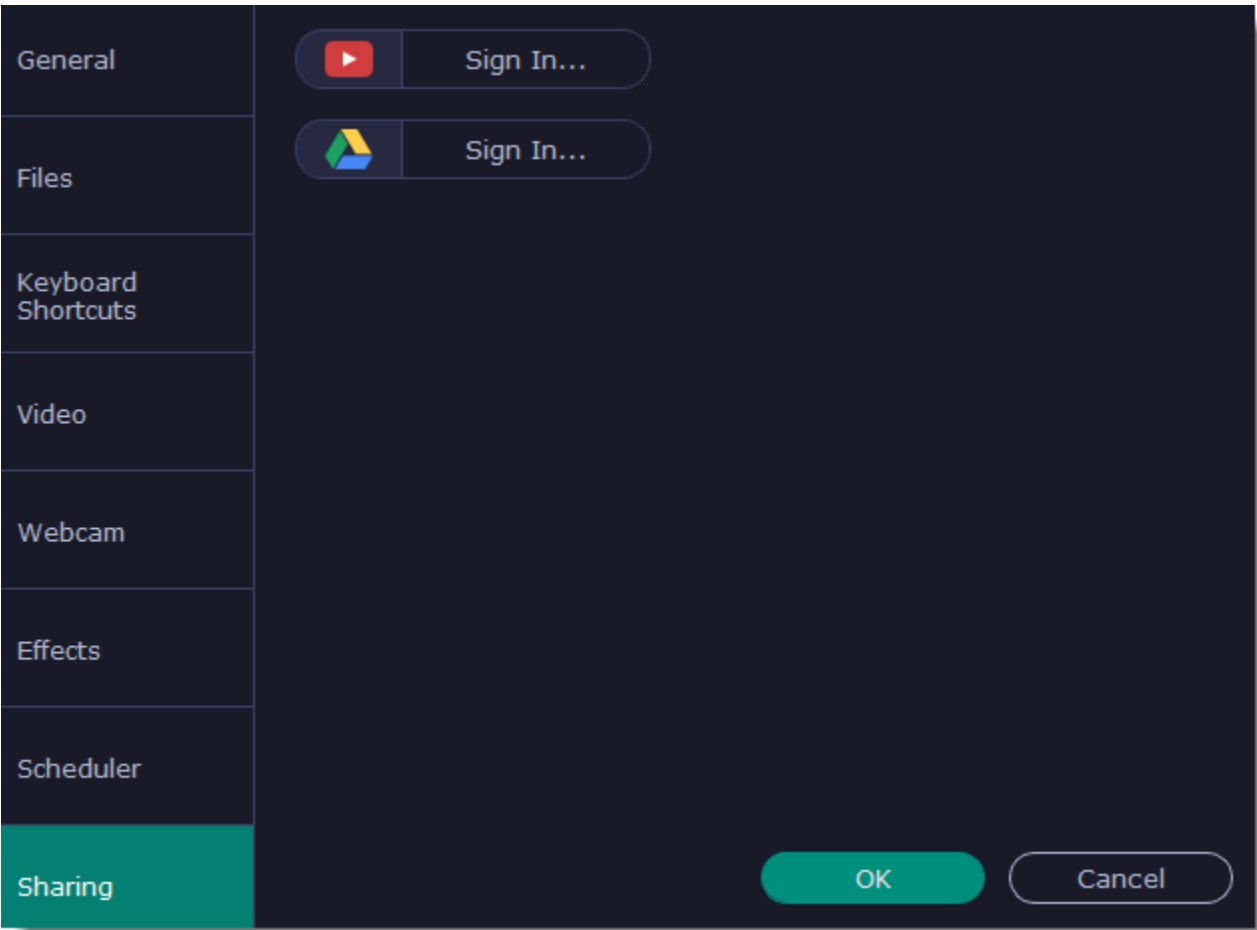 General
Files
Keyboard
Shortcuts
Video
Webcam
Effects
Scheduler
Sharing
Sign In...
Sign In...
OK
Cancel